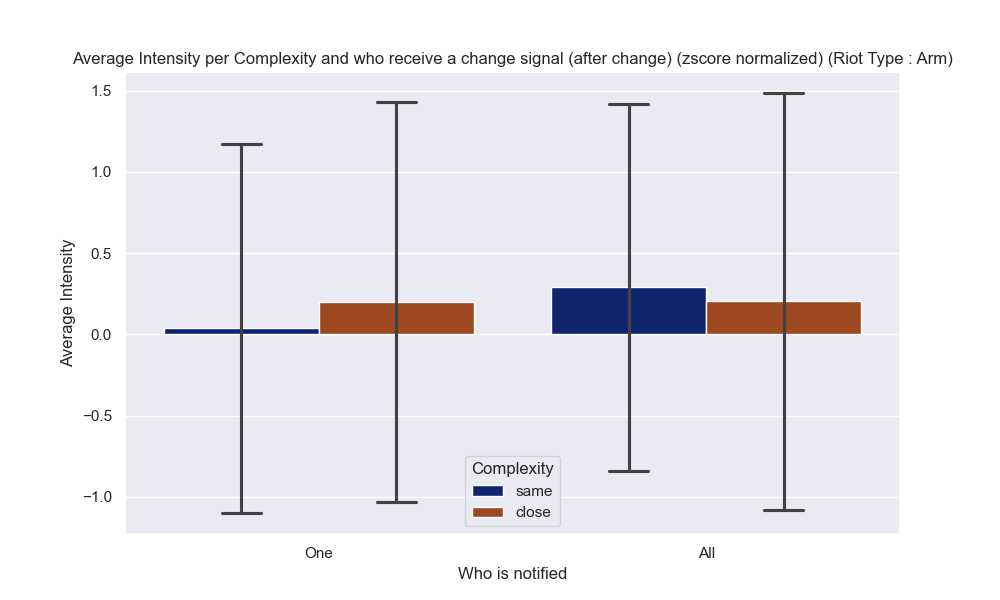 Average Intensity per Complexity and who receive a change signal (after change) (zscore normalized) (Riot Type : Arm)
1.5
1.0
0.5
0.0
−0.5
−1.0
Average Intensity
Complexity
same
close
One
All
Who is notified